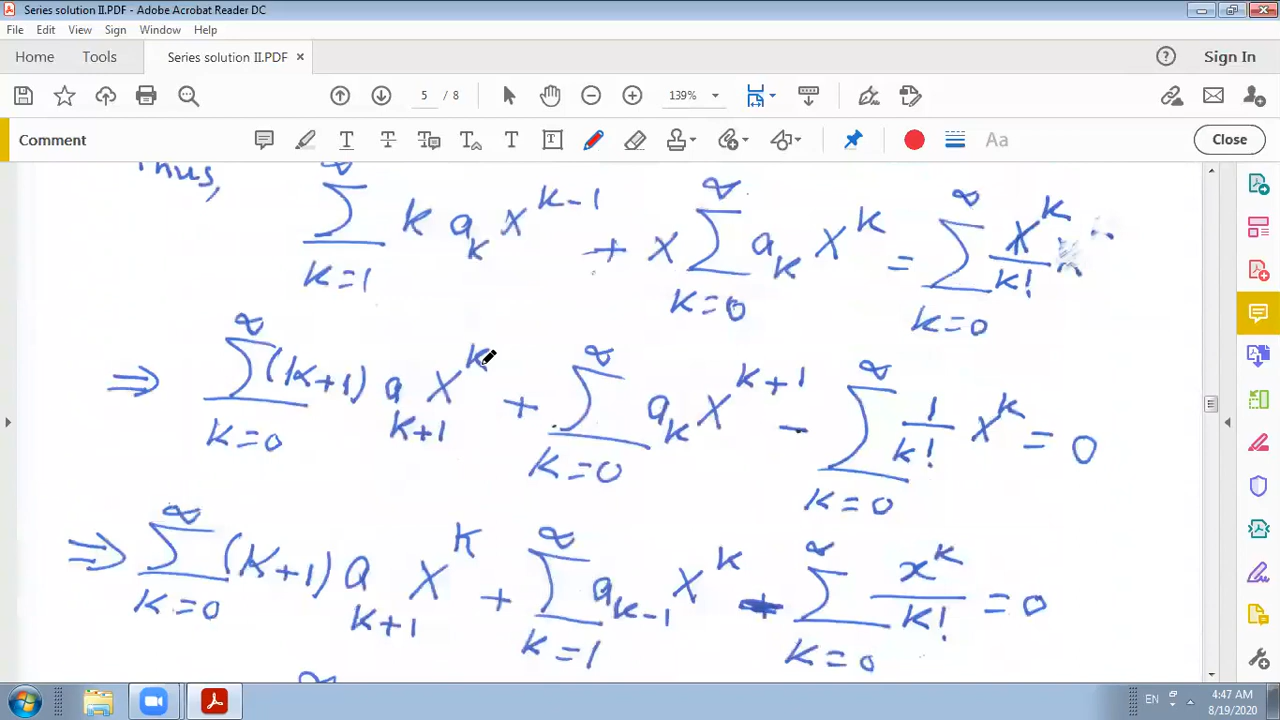 Series solution II.PDF - Adobe Acrobat Reader DC
File Edit View Sign Window Help
Home Tools Series solution II.PDF × Sign In
5 / 8 139%
Comment Aa Close
Thus,
∑_{k=1}^{∞} k a_k x^{k-1} + x ∑_{k=0}^{∞} a_k x^k = ∑_{k=0}^{∞} x^k/k!
⇒ ∑_{k=0}^{∞} (k+1) a_{k+1} x^k + ∑_{k=0}^{∞} a_k x^{k+1} - ∑_{k=0}^{∞} 1/k! x^k = 0
⇒ ∑_{k=0}^{∞} (k+1) a_{k+1} x^k + ∑_{k=1}^{∞} a_{k-1} x^k - ∑_{k=0}^{∞} x^k/k! = 0
∞
EN 4:47 AM
8/19/2020